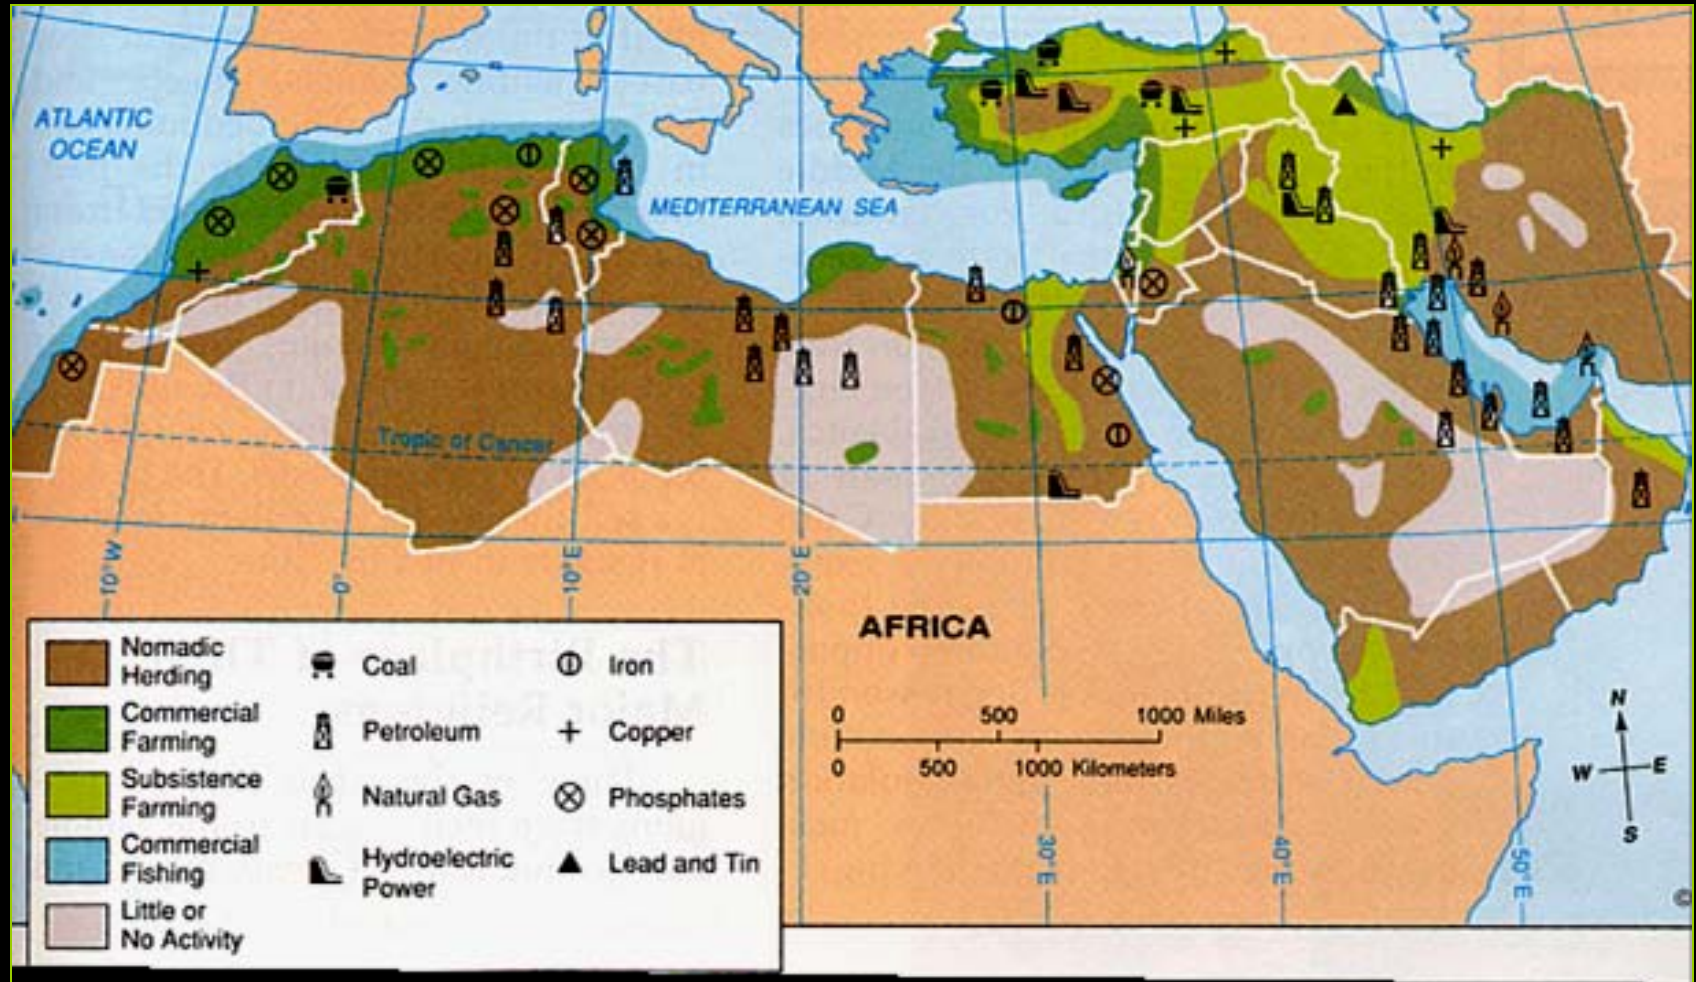 ATLANTIC
OCEAN
MEDITERRANEAN SEA
Tropic of Cancer
10°W
0°
10°E
20°E
AFRICA
30°E
40°E
50°E
0 500 1000 Miles
0 500 1000 Kilometers
N
W E
S
©
Nomadic
Herding
Commercial
Farming
Subsistence
Farming
Commercial
Fishing
Little or
No Activity
Coal
Petroleum
Natural Gas
Hydroelectric
Power
Iron
Copper
Phosphates
Lead and Tin